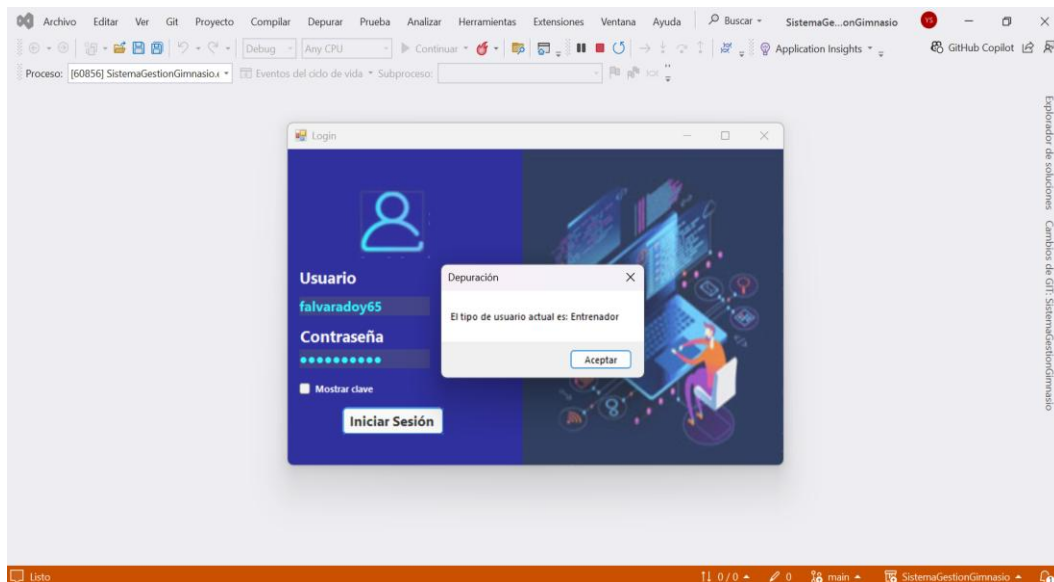 Archivo Editar Ver Git Proyecto Compilar Depurar Prueba Analizar Herramientas Extensiones Ventana Ayuda Buscar SistemaGe...onGimnasio YS
Debug Any CPU Continuar Application Insights GitHub Copilot
Proceso: [60856] SistemaGestionGimnasio.e Eventos del ciclo de vida Subproceso:
Explorador de soluciones Cambios de GIT: SistemaGestionGimnasio
Login
Usuario
falvaradoy65
Contraseña
Mostrar clave
Iniciar Sesión
Depuración
El tipo de usuario actual es: Entrenador
Aceptar
Listo 0 / 0 0 main SistemaGestionGimnasio